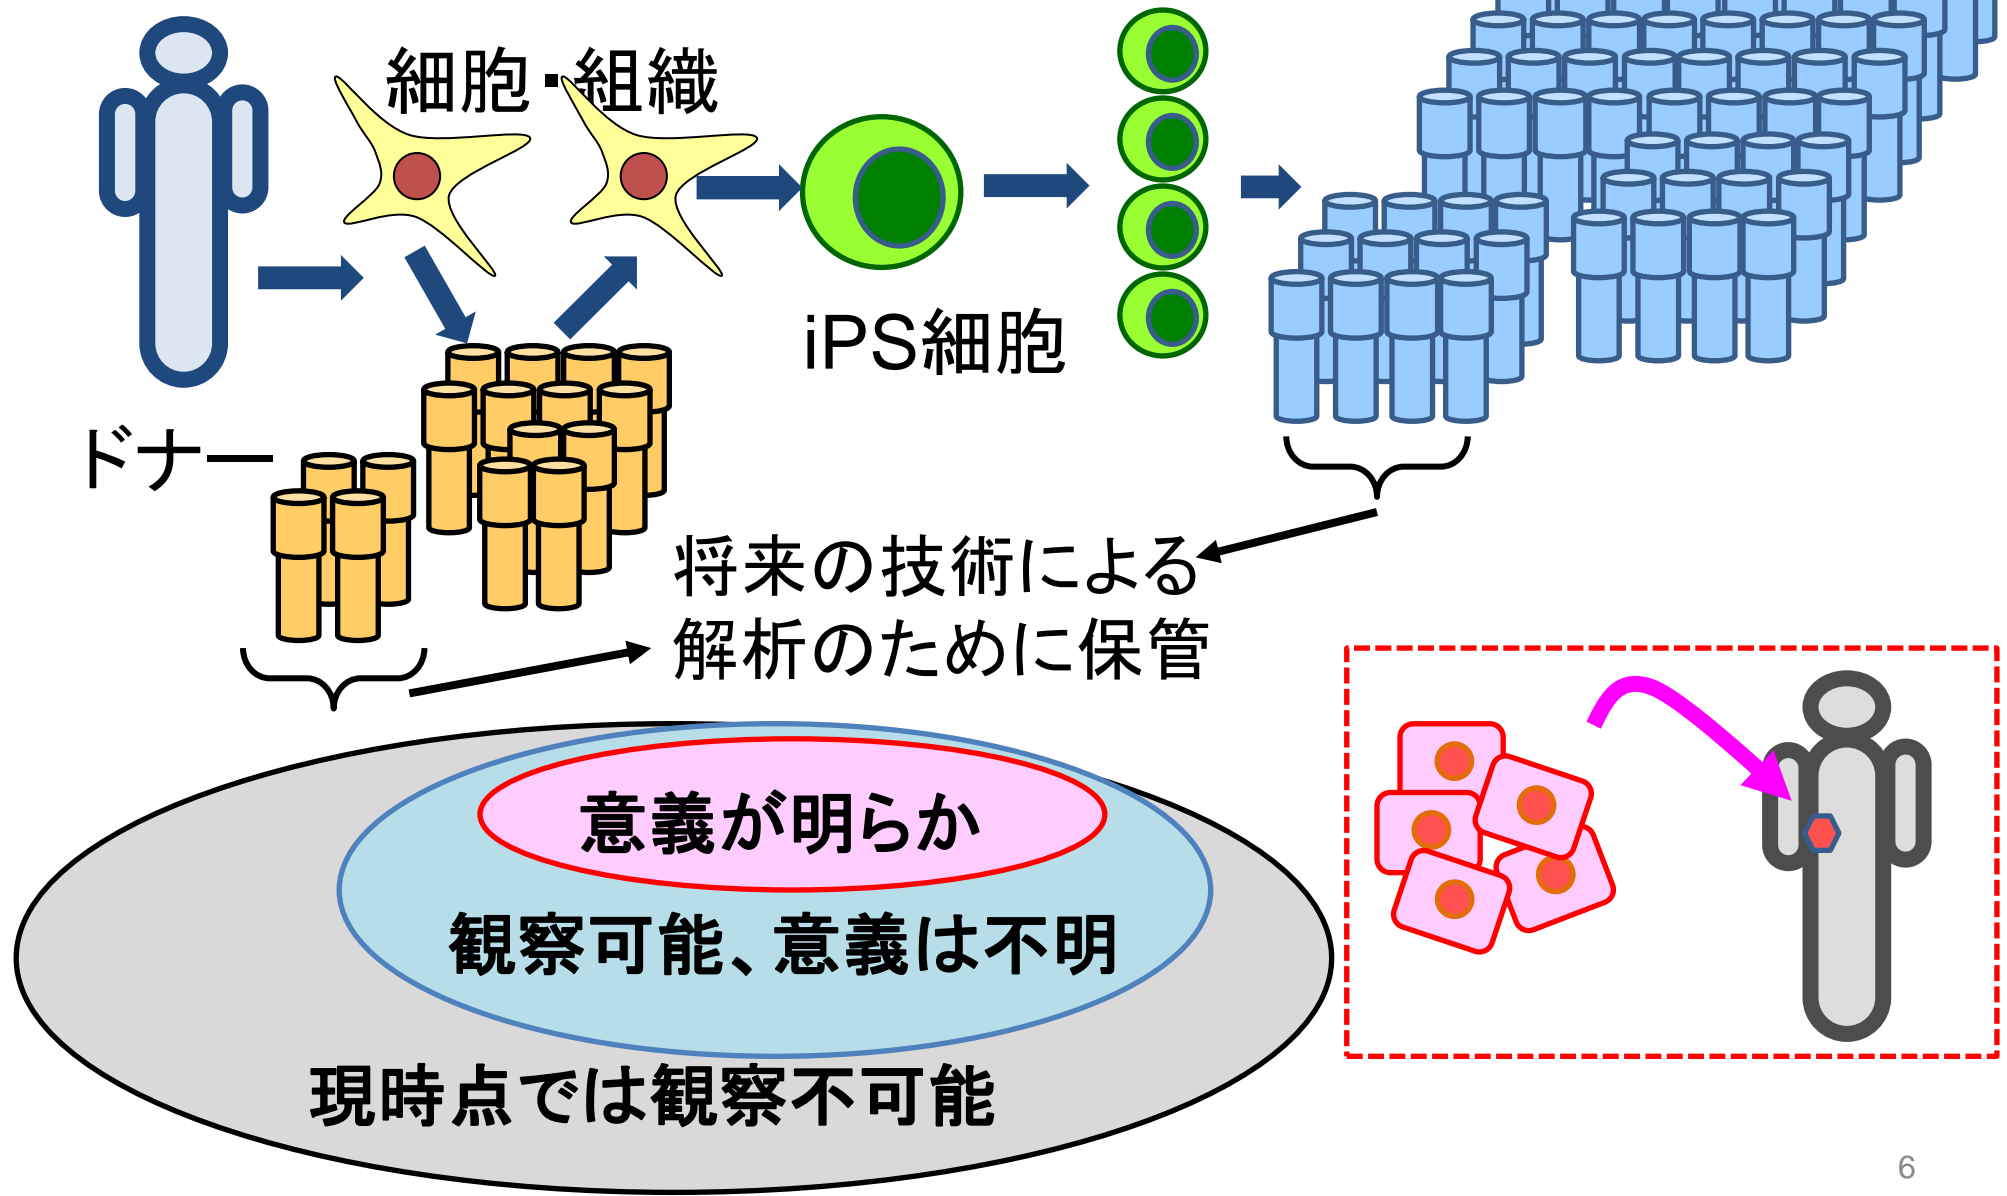 細胞・組織
iPS細胞
ドナー
将来の技術による
解析のために保管
意義が明らか
観察可能、意義は不明
現時点では観察不可能
6